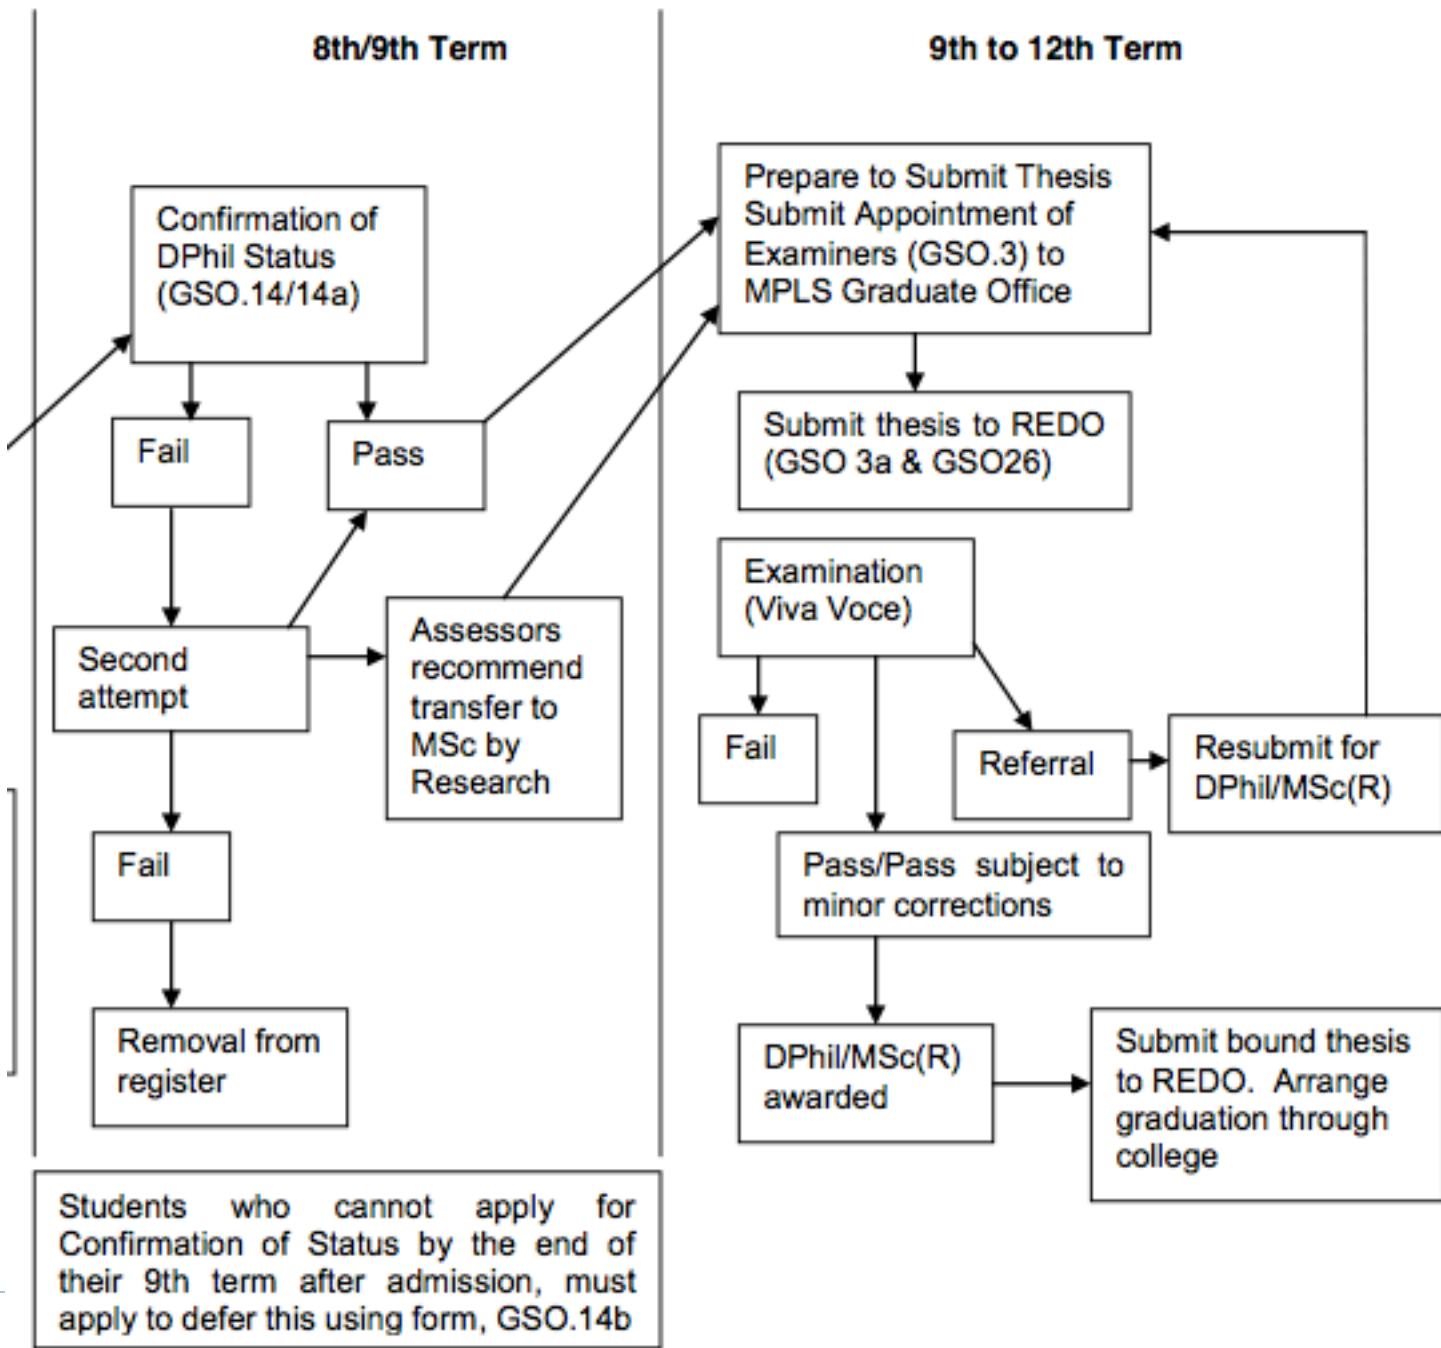 8th/9th Term
Confirmation of
DPhil Status
(GSO.14/14a)
Fail
Pass
Second
attempt
Assessors
recommend
transfer to
MSc by
Research
Fail
Removal from
register
Students who cannot apply for
Confirmation of Status by the end of
their 9th term after admission, must
apply to defer this using form, GSO.14b
9th to 12th Term
Prepare to Submit Thesis
Submit Appointment of
Examiners (GSO.3) to
MPLS Graduate Office
Submit thesis to REDO
(GSO 3a & GSO26)
Examination
(Viva Voce)
Fail
Referral
Resubmit for
DPhil/MSc(R)
Pass/Pass subject to
minor corrections
DPhil/MSc(R)
awarded
Submit bound thesis
to REDO. Arrange
graduation through
college